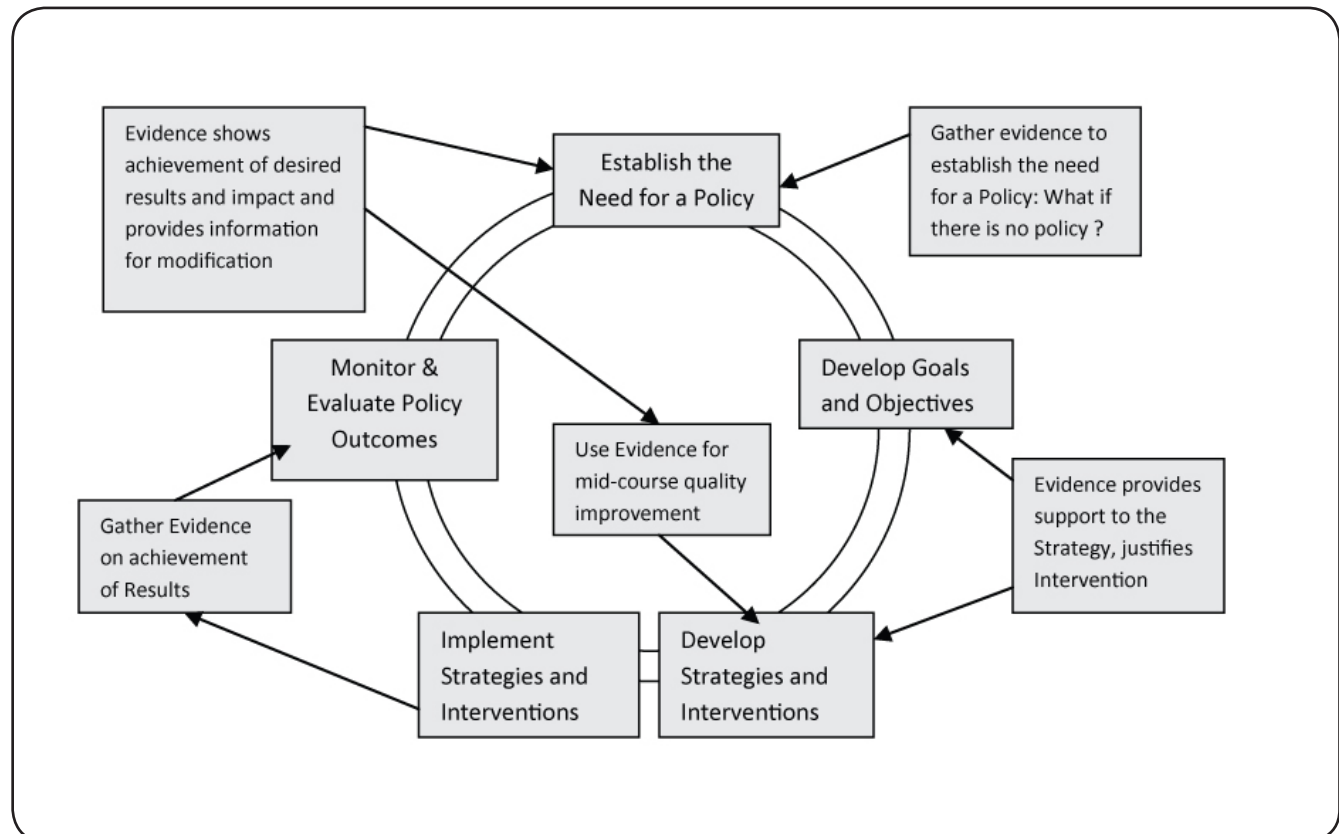 Evidence shows
achievement of desired
results and impact and
provides information
for modification
Establish the
Need for a Policy
Gather evidence to
establish the need
for a Policy: What if
there is no policy ?
Monitor &
Evaluate Policy
Outcomes
Develop Goals
and Objectives
Use Evidence for
mid-course quality
improvement
Evidence provides
support to the
Strategy, justifies
Intervention
Gather Evidence
on achievement
of Results
Implement
Strategies and
Interventions
Develop
Strategies and
Interventions